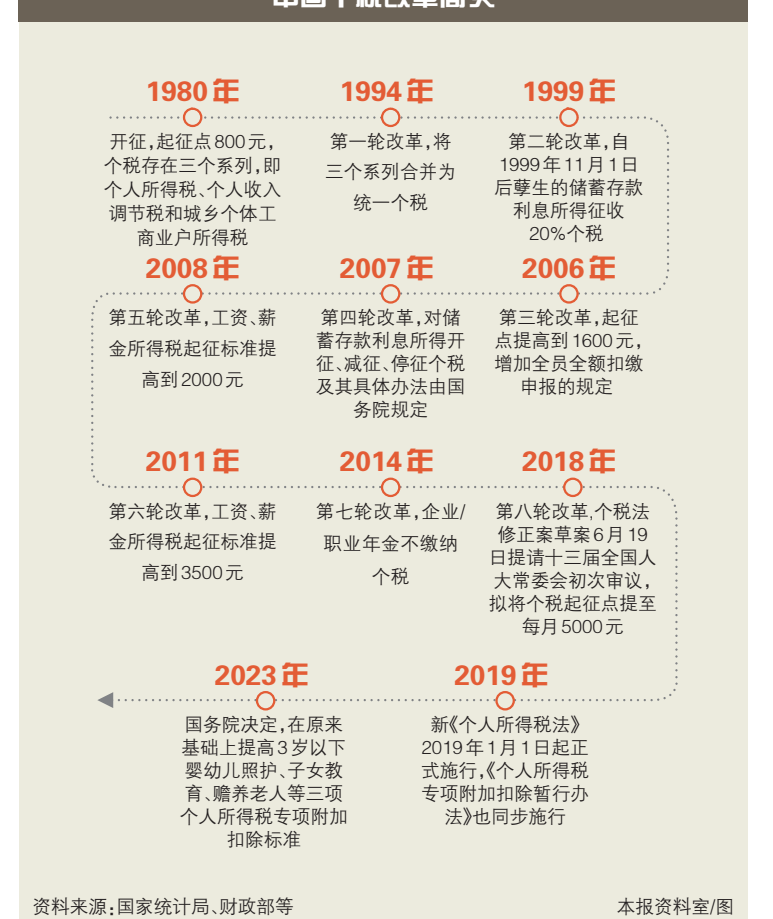 1980年
开征,起征点800元,
个税存在三个系列,即
个人所得税、个人收入
调节税和城乡个体工
商业户所得税
1994年
第一轮改革,将
三个系列合并为
统一个税
1999年
第二轮改革,自
1999年11月1日
后孽生的储蓄存款
利息所得征收
20%个税
2006年
第三轮改革,起征
点提高到1600元,
增加全员全额扣缴
申报的规定
2007年
第四轮改革,对储
蓄存款利息所得开
征、减征、停征个税
及其具体办法由国
务院规定
2008年
第五轮改革,工资、薪
金所得税起征标准提
高到2000元
2011年
第六轮改革,工资、薪
金所得税起征标准提
高到3500元
2014年
第七轮改革,企业/
职业年金不缴纳
个税
2018年
第八轮改革,个税法
修正案草案6月19
日提请十三届全国人
大常委会初次审议,
拟将个税起征点提至
每月5000元
2019年
新《个人所得税法》
2019年1月1日起正
式施行,《个人所得税
专项附加扣除暂行办
法》也同步施行
2023年
国务院决定,在原来
基础上提高3岁以下
婴幼儿照护、子女教
育、赡养老人等三项
个人所得税专项附加
扣除标准
资料来源:国家统计局、财政部等
本报资料室/图